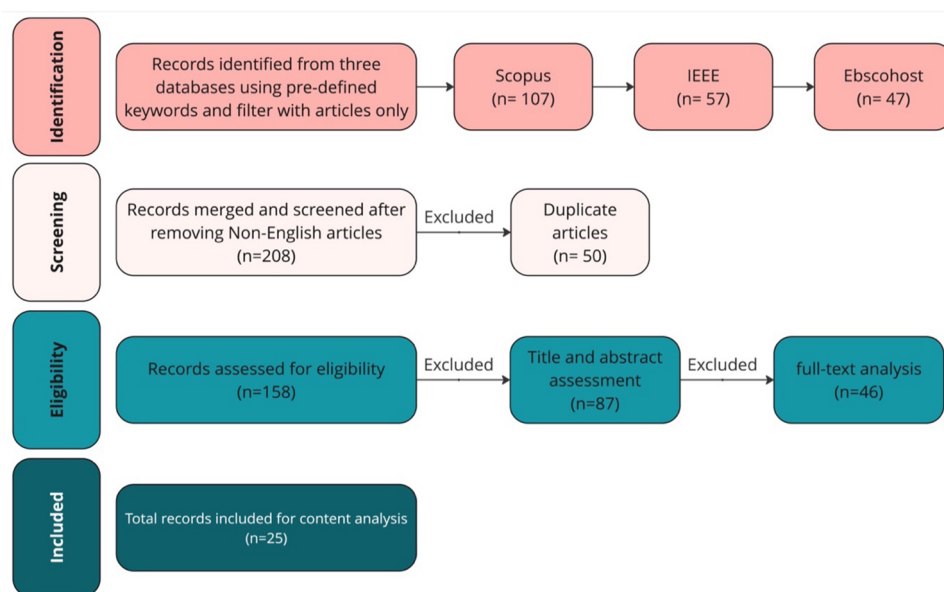 Identification
Records identified from three
databases using pre-defined
keywords and filter with articles only
Scopus
(n= 107)
IEEE
(n= 57)
Ebscohost
(n= 47)
Screening
Records merged and screened after
removing Non-English articles
(n=208)
Excluded
Duplicate
articles
(n= 50)
Eligibility
Records assessed for eligibility
(n=158)
Excluded
Title and abstract
assessment
(n=87)
Excluded
full-text analysis
(n=46)
Included
Total records included for content analysis
(n=25)